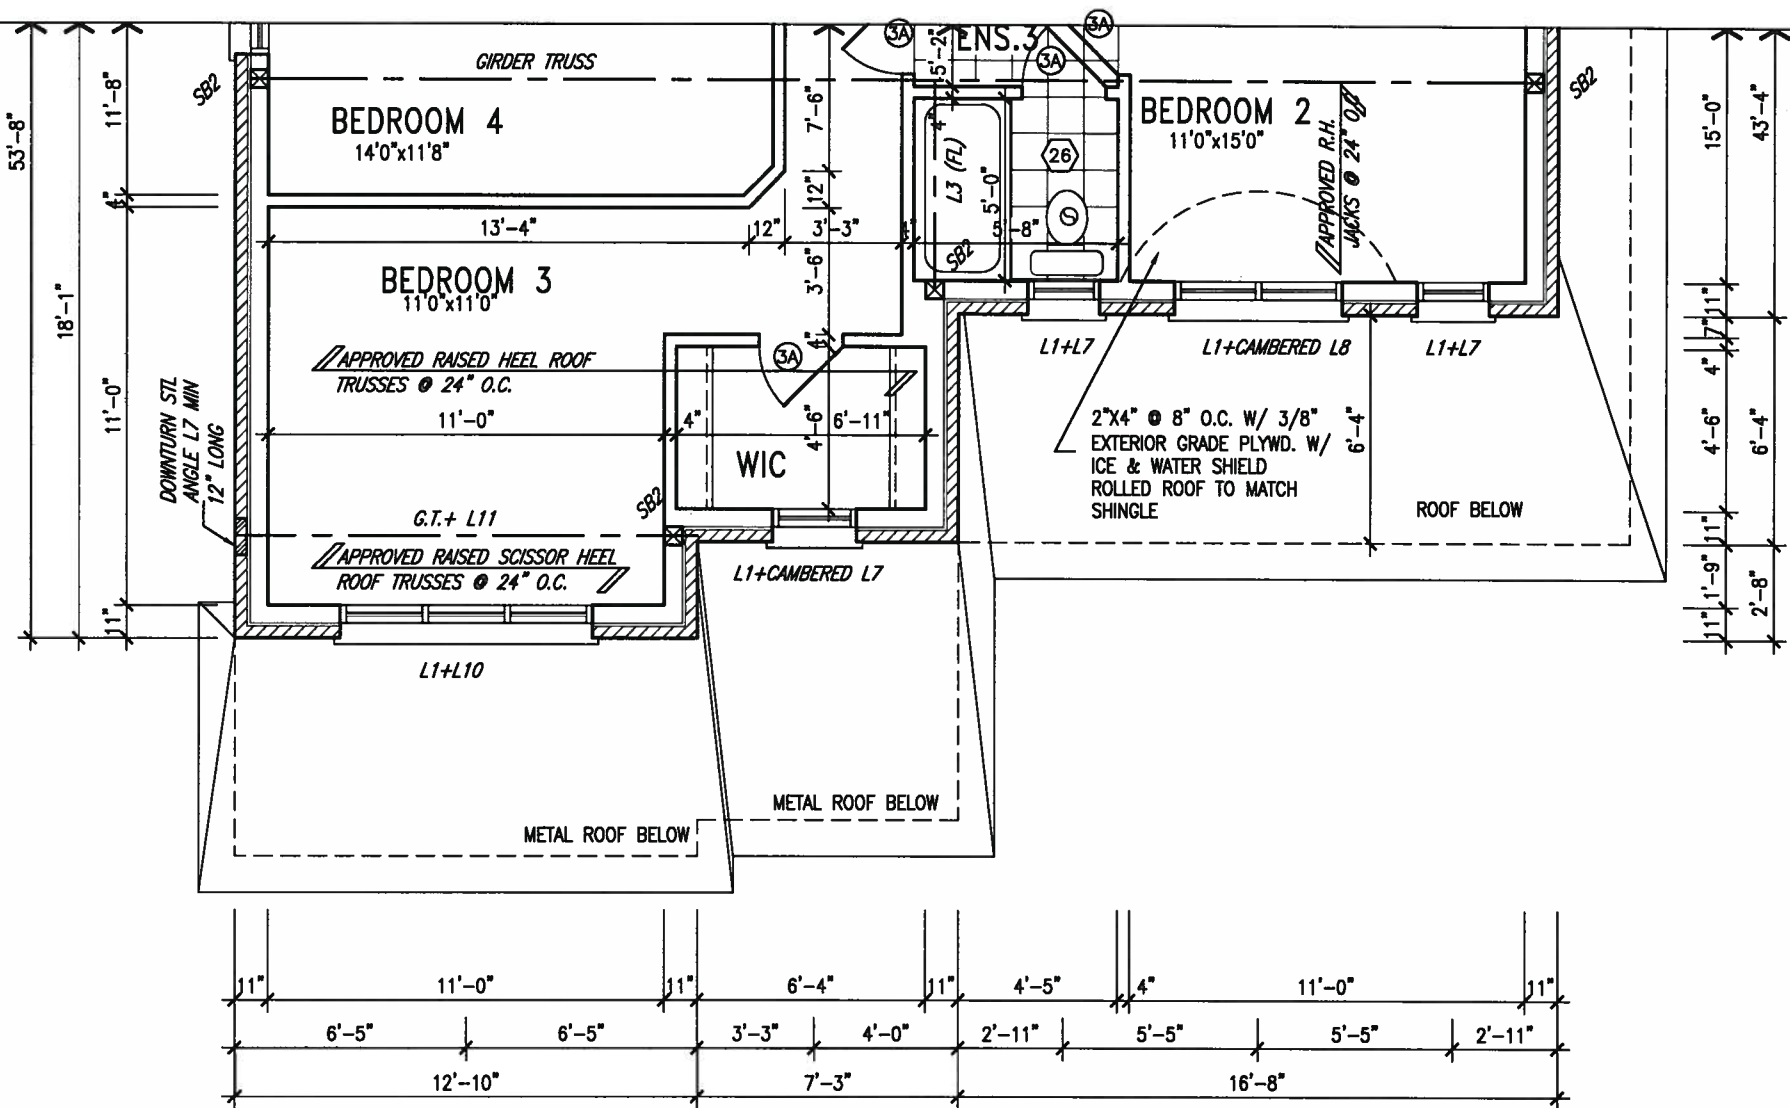 3A
3A
ENS.3
3A
5'-2"
GIRDER TRUSS
SB2
SB2
BEDROOM 4
14'0"x11'8"
BEDROOM 2
11'0"x15'0"
11'-8"
53'-8"
18'-1"
4"
7'-6"
12"
4"
L3 (FL)
26
5'-0"
APPROVED R.H.
JACKS @ 24" O.C.
15'-0"
43'-4"
13'-4"
12"
3'-3"
4"
5'-8"
SB2
BEDROOM 3
11'0"x11'0"
3'-6"
4"
3A
APPROVED RAISED HEEL ROOF
TRUSSES @ 24" O.C.
L1+L7
L1+CAMBERED L8
L1+L7
11"
7"
4"
11'-0"
DOWNTURN STL
ANGLE L7 MIN
12" LONG
11'-0"
4"
4'-6"
6'-11"
WIC
2"X4" @ 8" O.C. W/ 3/8"
EXTERIOR GRADE PLYWD. W/
ICE & WATER SHIELD
ROLLED ROOF TO MATCH
SHINGLE
6'-4"
ROOF BELOW
4'-6"
6'-4"
SB2
G.T.+ L11
APPROVED RAISED SCISSOR HEEL
ROOF TRUSSES @ 24" O.C.
L1+CAMBERED L7
11"
11"
1'-9"
2'-8"
11"
L1+L10
METAL ROOF BELOW
METAL ROOF BELOW
11" 11'-0" 11" 6'-4" 11" 4'-5" 4" 11'-0" 11"
6'-5" 6'-5" 3'-3" 4'-0" 2'-11" 5'-5" 5'-5" 2'-11"
12'-10" 7'-3" 16'-8"